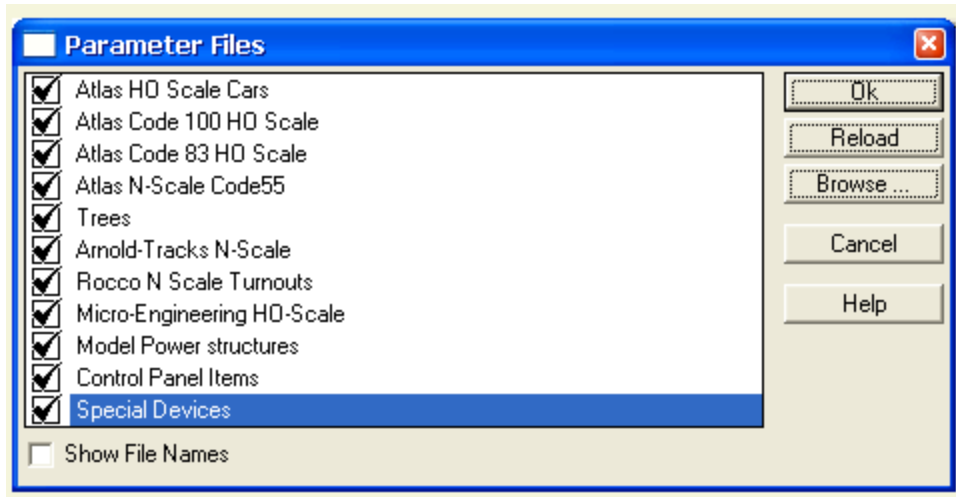 Parameter Files
Atlas HO Scale Cars
Atlas Code 100 HO Scale
Atlas Code 83 HO Scale
Atlas N-Scale Code55
Trees
Arnold-Tracks N-Scale
Rocco N Scale Turnouts
Micro-Engineering HO-Scale
Model Power structures
Control Panel Items
Special Devices
Show File Names
Ok
Reload
Browse ...
Cancel
Help